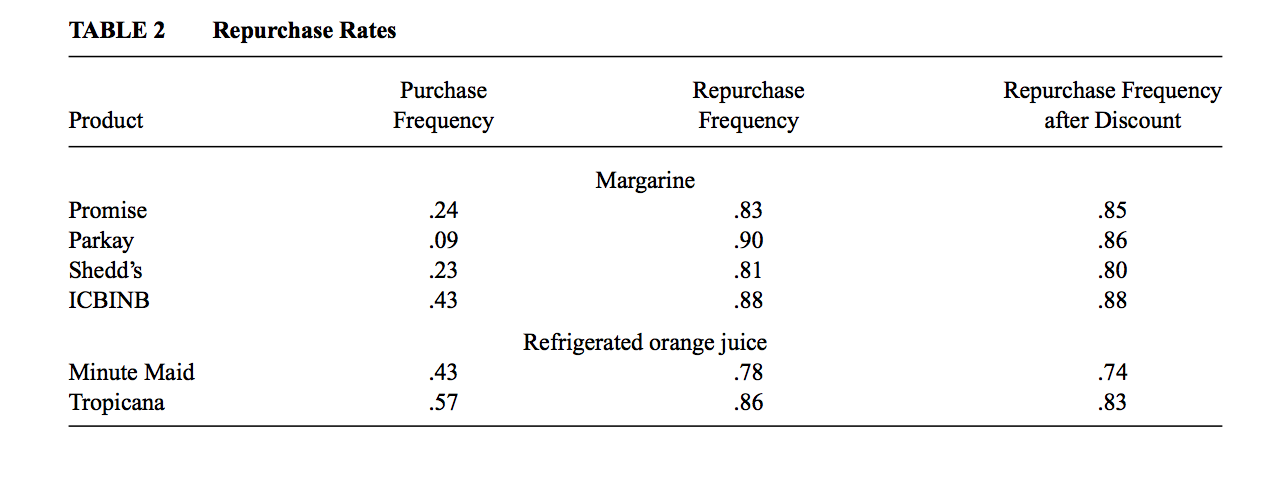 TABLE 2 Repurchase Rates
Purchase Repurchase Repurchase Frequency
Product Frequency Frequency after Discount
Margarine
Promise .24 .83 .85
Parkay .09 .90 .86
Shedd’s .23 .81 .80
ICBINB .43 .88 .88
Refrigerated orange juice
Minute Maid .43 .78 .74
Tropicana .57 .86 .83